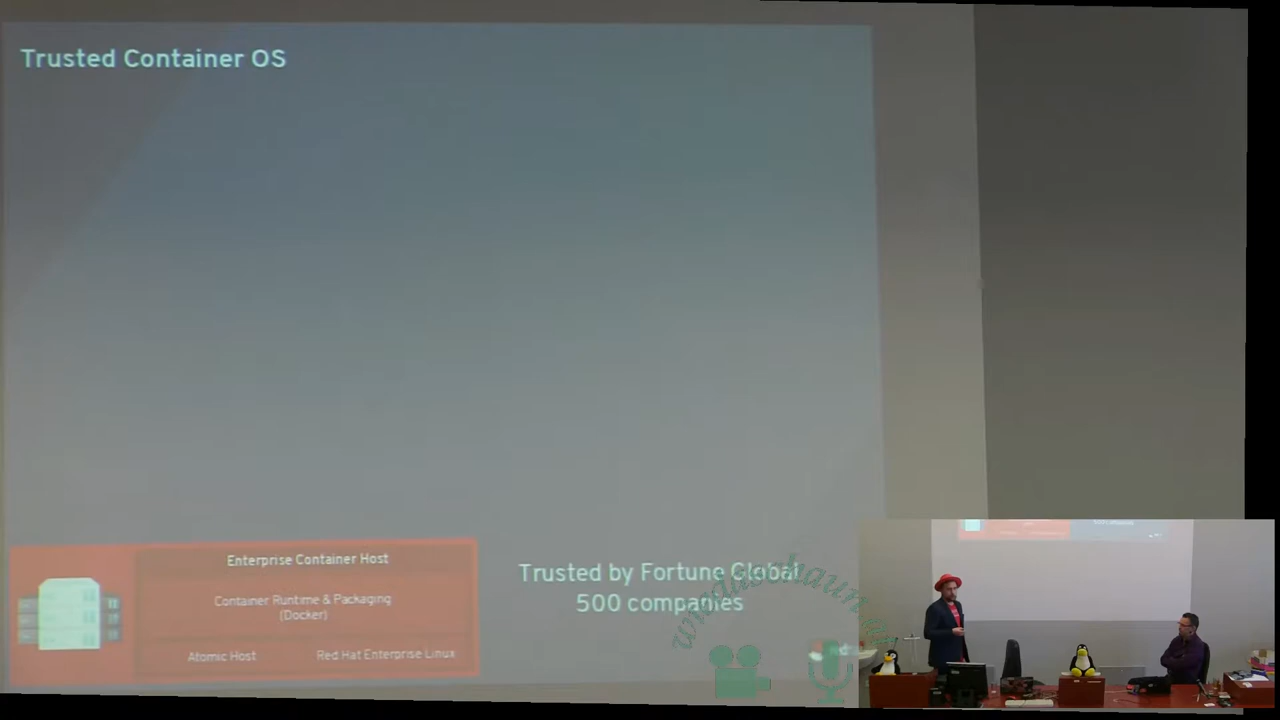 Trusted Container OS
Enterprise Container Host
Container Runtime & Packaging
(Docker)
Atomic Host
Red Hat Enterprise Linux
Trusted by Fortune Global
500 companies